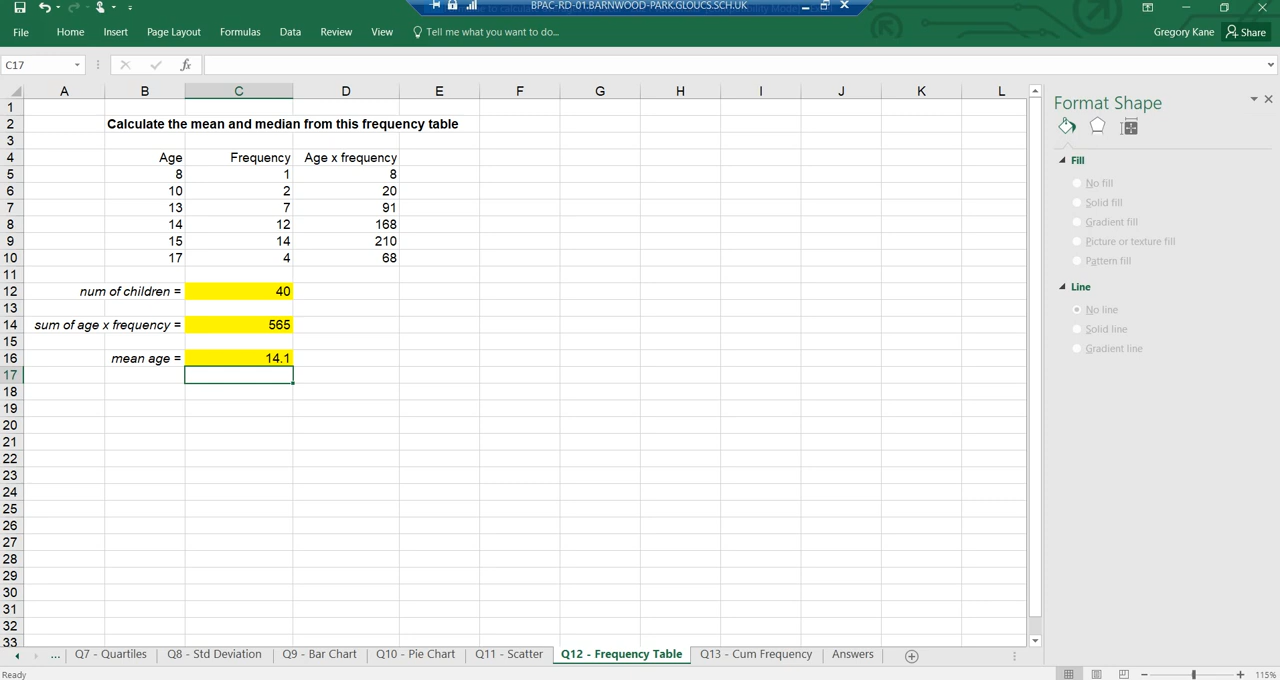 BPAC-RD-01.BARNWOOD-PARK.GLOUCS.SCH.UK
File Home Insert Page Layout Formulas Data Review View Tell me what you want to do... Gregory Kane Share
C17 fx
A B C D E F G H I J K L
1
2 Calculate the mean and median from this frequency table
3
4 Age Frequency Age x frequency
5 8 1 8
6 10 2 20
7 13 7 91
8 14 12 168
9 15 14 210
10 17 4 68
11
12 num of children = 40
13
14 sum of age x frequency = 565
15
16 mean age = 14.1
17
18
19
20
21
22
23
24
25
26
27
28
29
30
31
32
33
Format Shape
Fill
No fill
Solid fill
Gradient fill
Picture or texture fill
Pattern fill
Line
No line
Solid line
Gradient line
... Q7 - Quartiles Q8 - Std Deviation Q9 - Bar Chart Q10 - Pie Chart Q11 - Scatter Q12 - Frequency Table Q13 - Cum Frequency Answers
Ready 115%